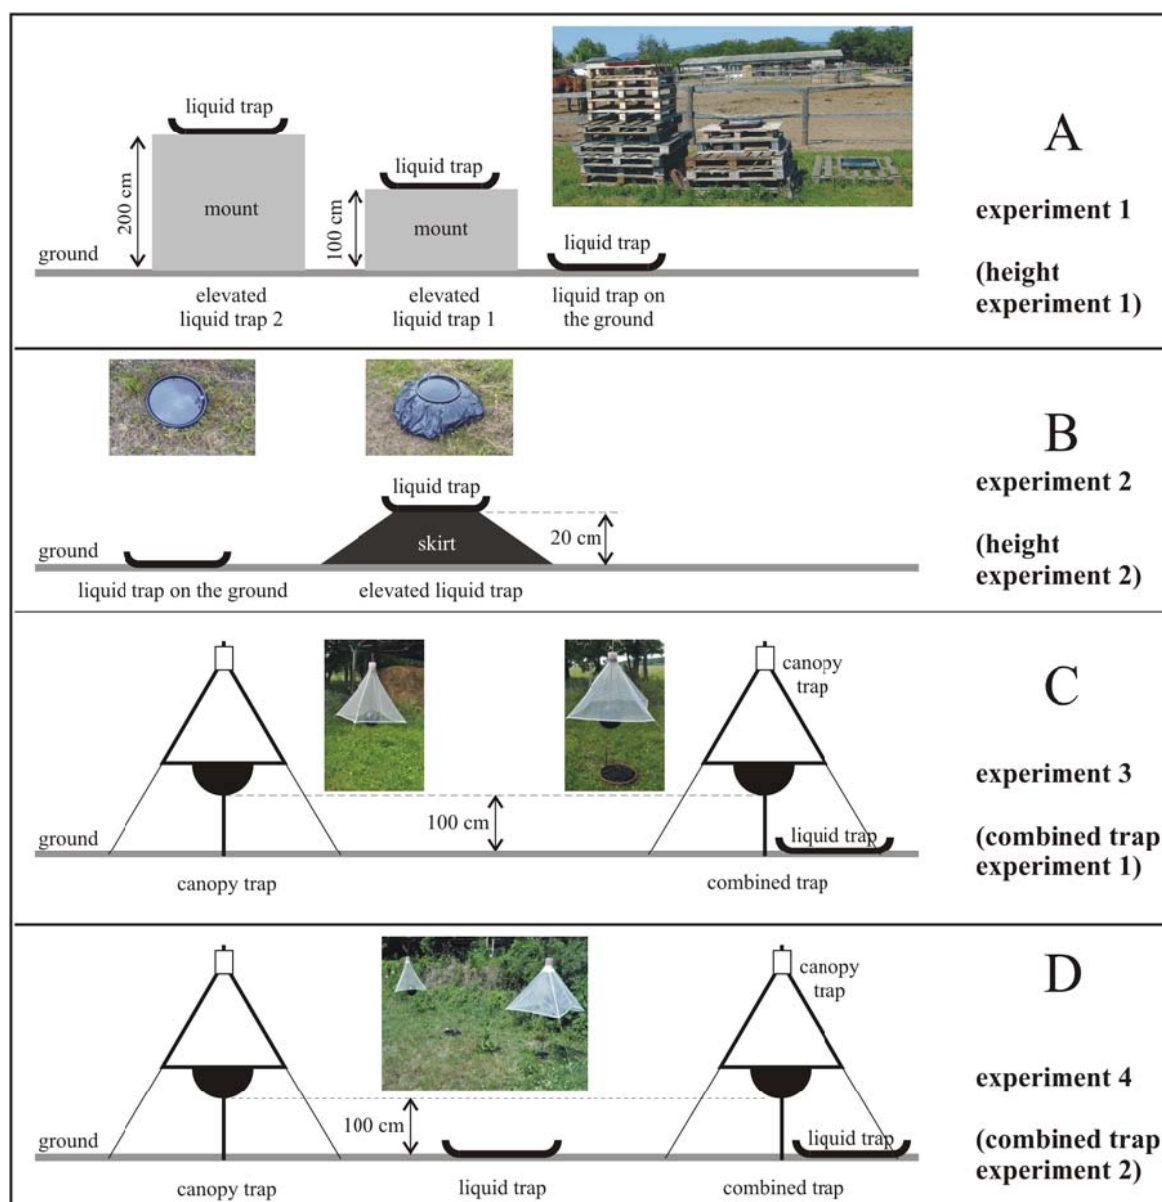 liquid trap
200 cm
mount
liquid trap
100 cm
mount
liquid trap
ground
elevated
liquid trap 2
elevated
liquid trap 1
liquid trap on
the ground
A
experiment 1
(height
experiment 1)
liquid trap
ground
skirt
20 cm
liquid trap on the ground
elevated liquid trap
B
experiment 2
(height
experiment 2)
canopy
trap
100 cm
ground
liquid trap
canopy trap
combined trap
C
experiment 3
(combined trap
experiment 1)
canopy
trap
100 cm
ground
liquid trap
canopy trap
liquid trap
combined trap
D
experiment 4
(combined trap
experiment 2)